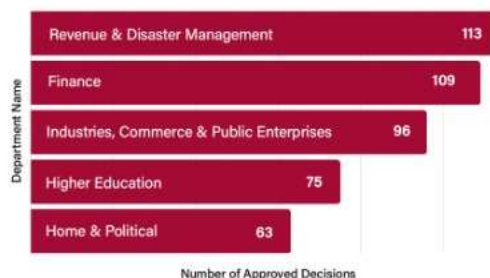 Department Name
Revenue & Disaster Management 113
Finance 109
Industries, Commerce & Public Enterprises 96
Higher Education 75
Home & Political 63
Number of Approved Decisions